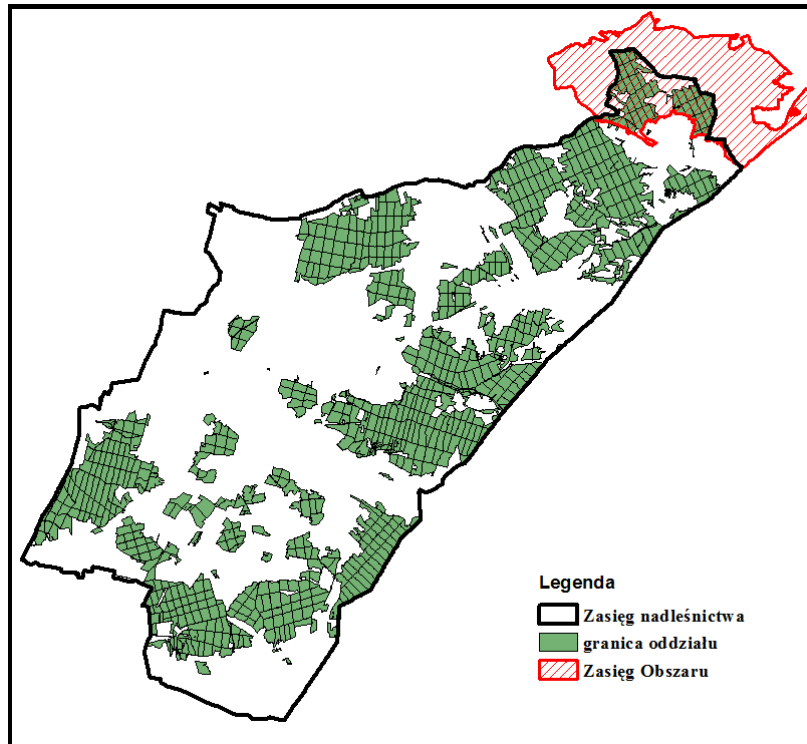 Legenda
Zasięg nadleśnictwa
granica oddziału
Zasięg Obszaru